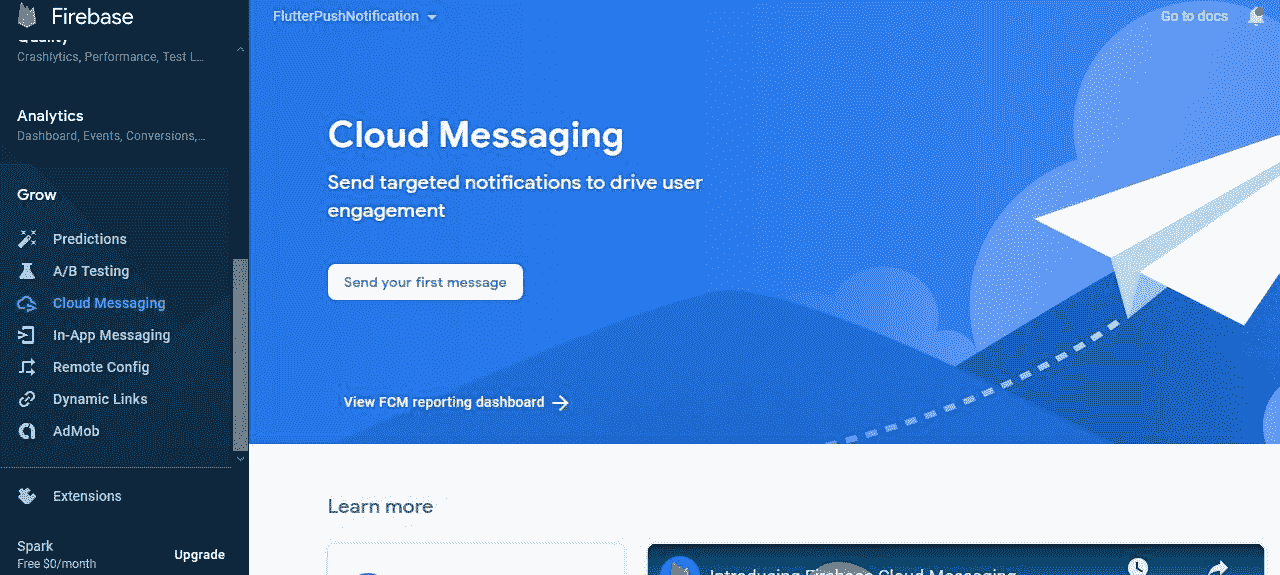 Firebase
Quality
Crashlytics, Performance, Test L...
Analytics
Dashboard, Events, Conversions,...
Grow
Predictions
A/B Testing
Cloud Messaging
In-App Messaging
Remote Config
Dynamic Links
AdMob
Extensions
Spark
Free $0/month
Upgrade
FlutterPushNotification
Go to docs
Cloud Messaging
Send targeted notifications to drive user
engagement
Send your first message
View FCM reporting dashboard
Learn more
Introducing Firebase Cloud Messaging